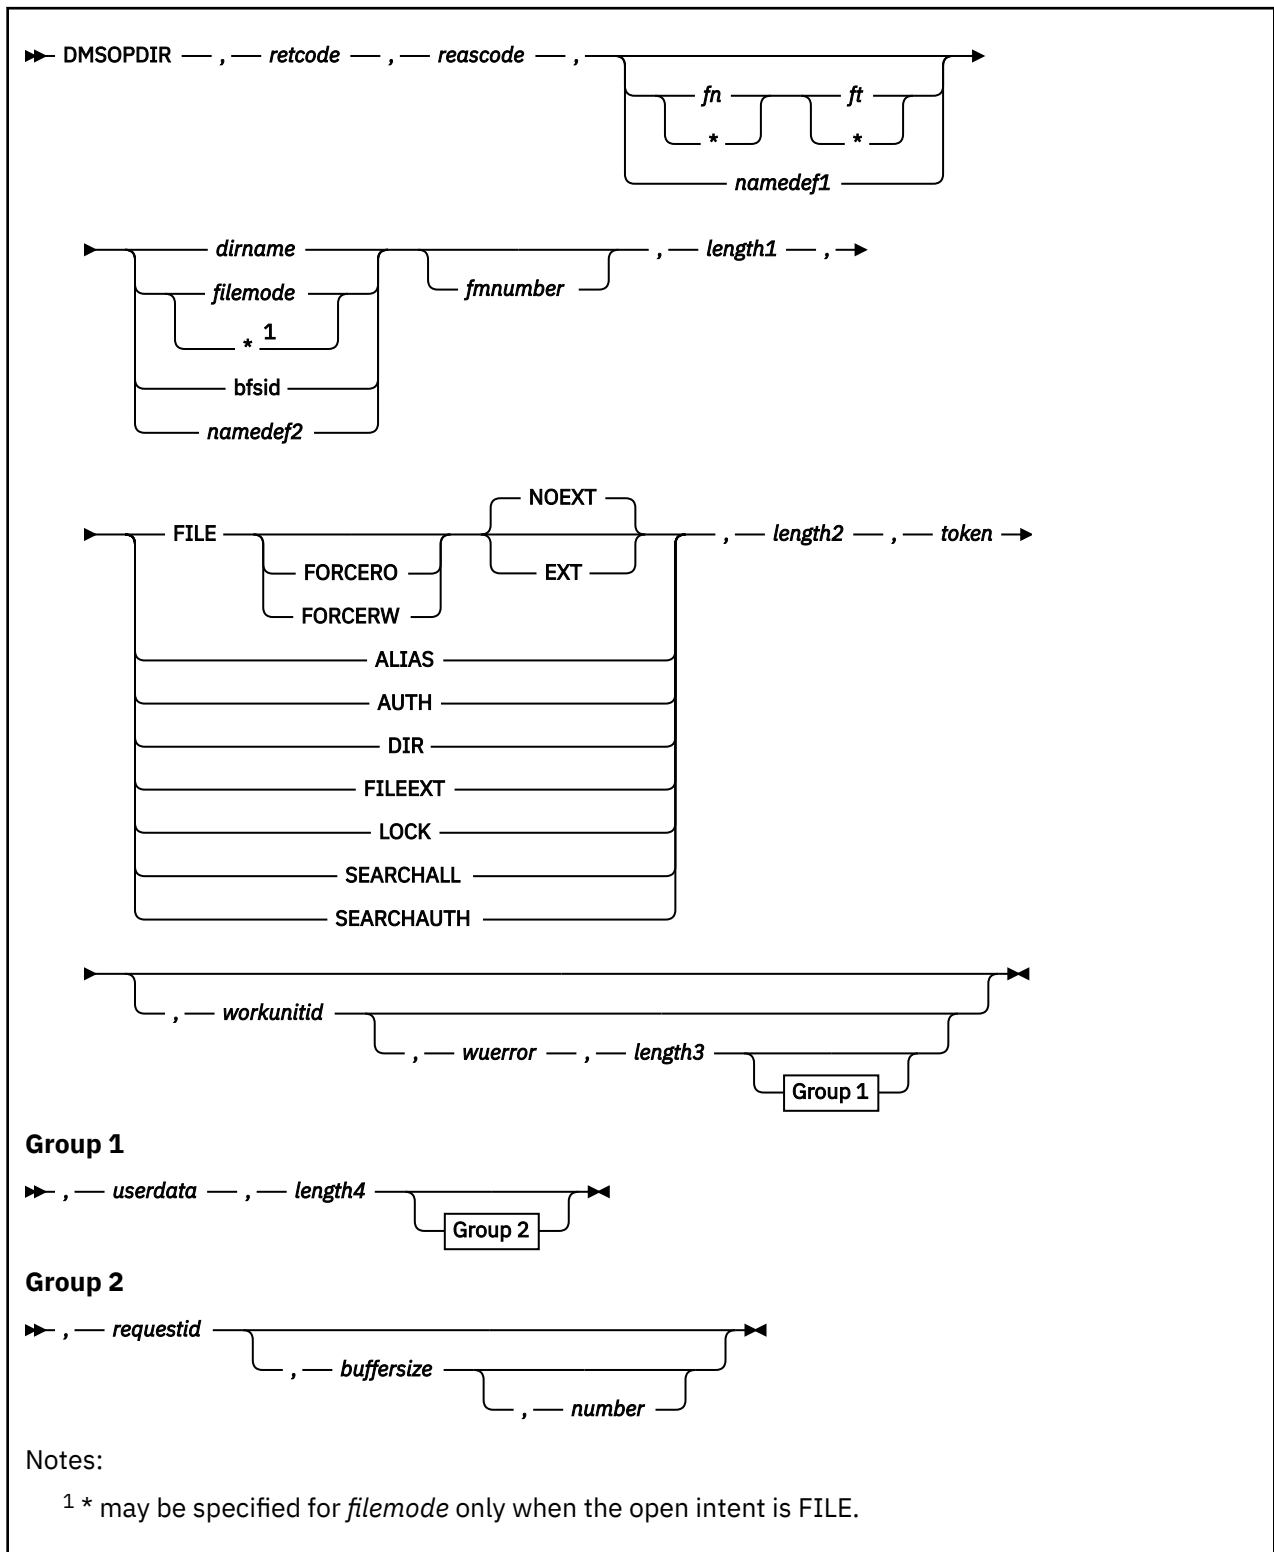 DMSOPDIR , retcode , reascode ,
fn ft
* *
namedef1
dirname , length1 ,
filemode fmnumber
* 1
bfsid
namedef2
NOEXT
FILE , length2 , token
FORCERO EXT
FORCERW
ALIAS
AUTH
DIR
FILEEXT
LOCK
SEARCHALL
SEARCHAUTH
, workunitid
, wuerror , length3
Group 1
Group 1
, userdata , length4
Group 2
Group 2
, requestid
, buffersize
, number
Notes:
1 * may be specified for filemode only when the open intent is FILE.